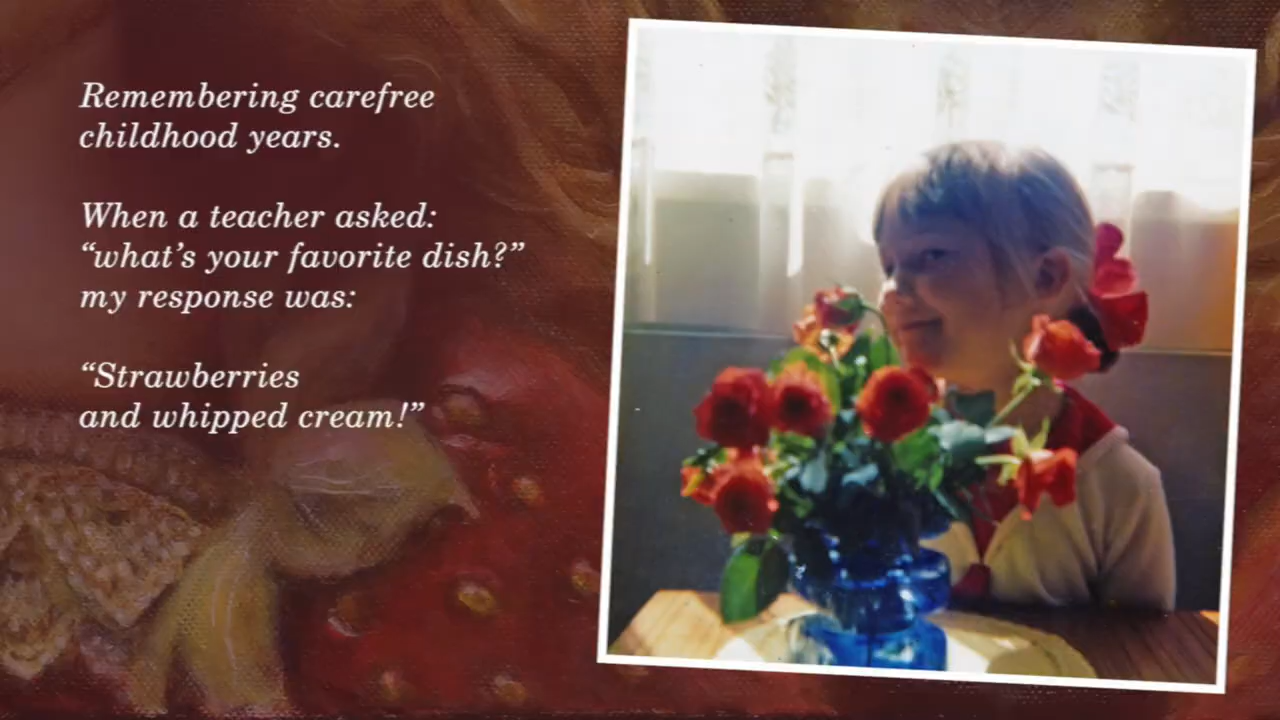 Remembering carefree
childhood years.
When a teacher asked:
“what’s your favorite dish?”
my response was:
“Strawberries
and whipped cream!”